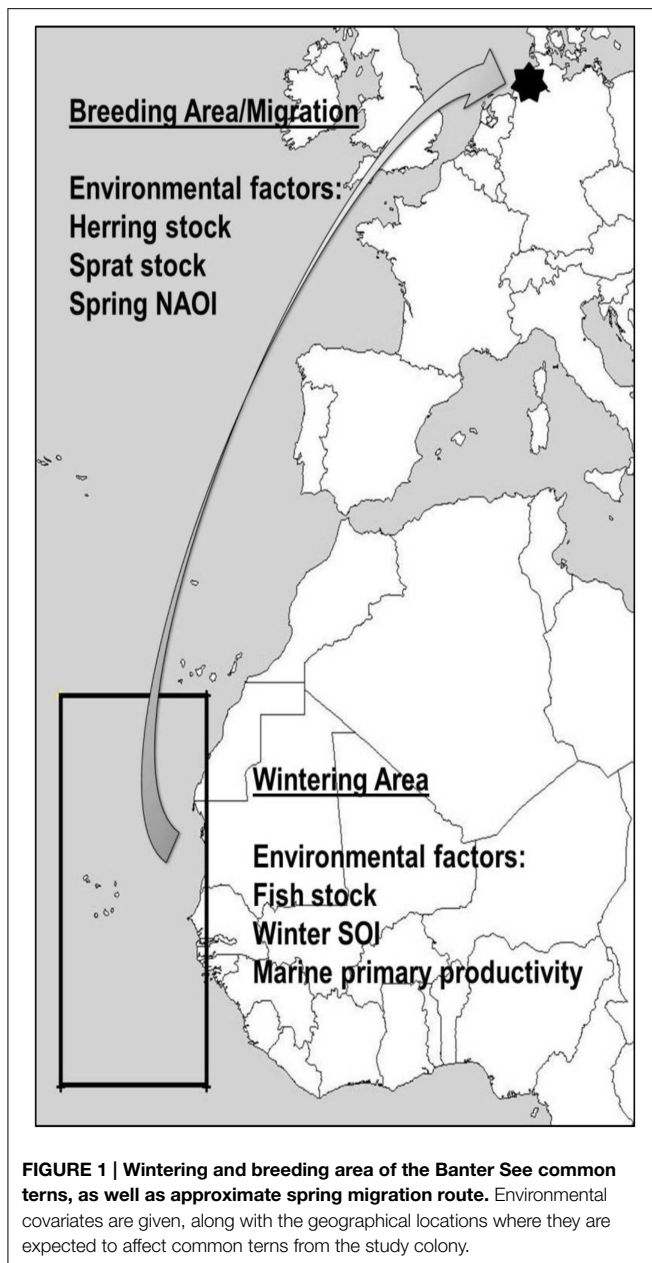 Breeding Area/Migration
Environmental factors:
Herring stock
Sprat stock
Spring NAOI
Wintering Area
Environmental factors:
Fish stock
Winter SOI
Marine primary productivity
FIGURE 1 | Wintering and breeding area of the Banter See common
terns, as well as approximate spring migration route. Environmental
covariates are given, along with the geographical locations where they are
expected to affect common terns from the study colony.